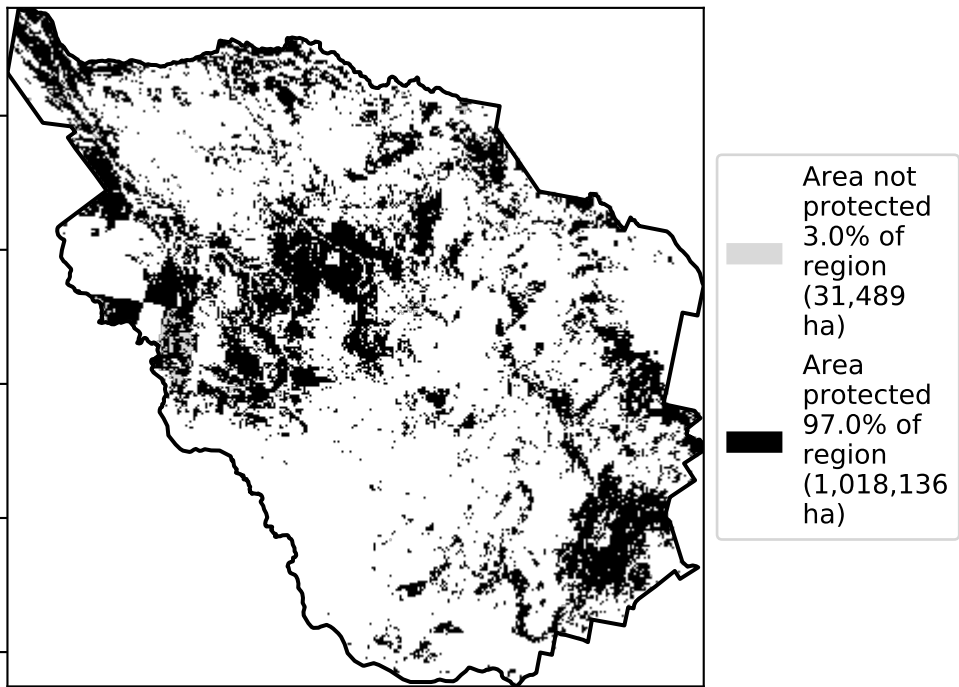 Area not
protected
3.0% of
region
(31,489
ha)
Area
protected
97.0% of
region
(1,018,136
ha)